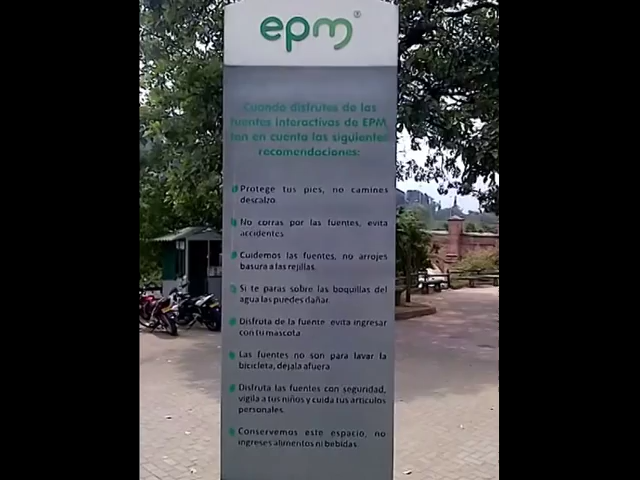 epm®
Cuando disfrutes de las
fuentes interactivas de EPM,
ten en cuenta las siguientes
recomendaciones:
Protege tus pies, no camines
descalzo.
No corras por las fuentes, evita
accidentes.
Cuidemos las fuentes, no arrojes
basura a las rejillas.
Si te paras sobre las boquillas del
agua las puedes dañar.
Disfruta de la fuente, evita ingresar
con tu mascota.
Las fuentes no son para lavar la
bicicleta, déjala afuera.
Disfruta las fuentes con seguridad,
vigila a tus niños y cuida tus artículos
personales.
Conservemos este espacio, no
ingreses alimentos ni bebidas.